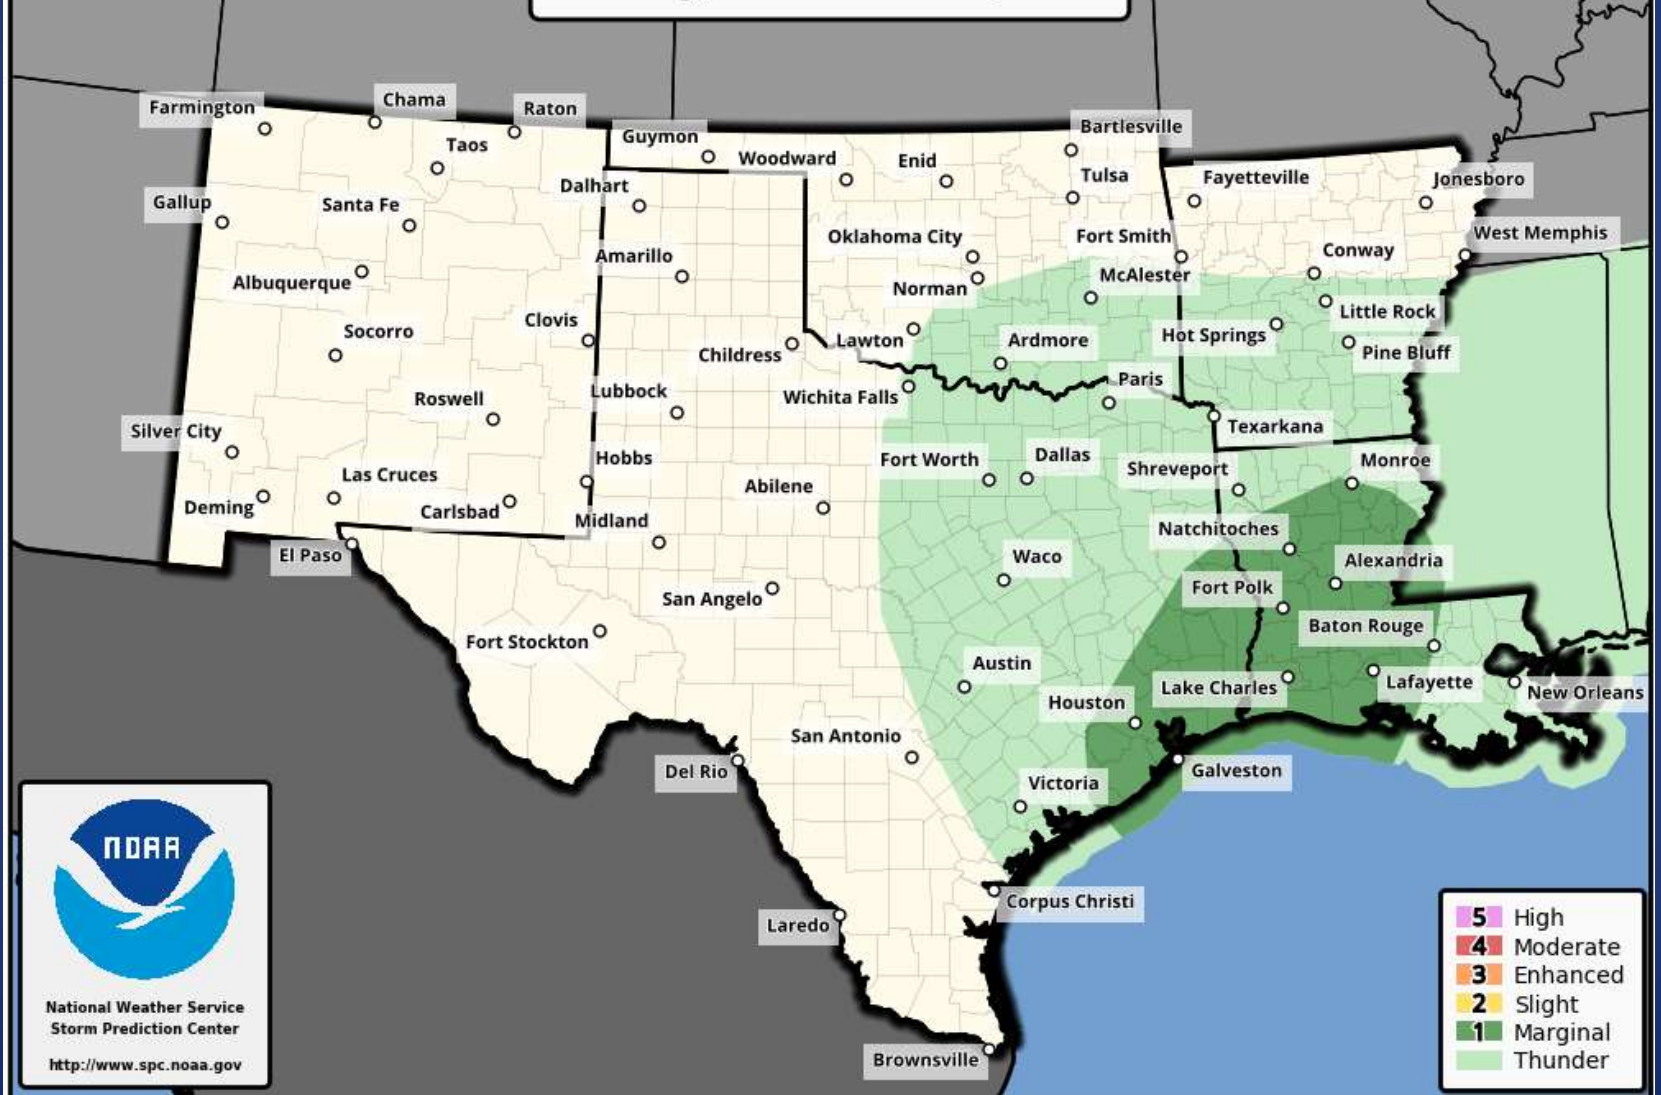 Farmington
Chama
Raton
Guymon
Bartlesville
Taos
Woodward
Enid
Tulsa
Fayetteville
Jonesboro
Dalhart
Gallup
Santa Fe
Oklahoma City
Fort Smith
West Memphis
Conway
Amarillo
McAlester
Albuquerque
Norman
Clovis
Little Rock
Socorro
Hot Springs
Lawton
Ardmore
Childress
Pine Bluff
Paris
Lubbock
Wichita Falls
Roswell
Texarkana
Silver City
Hobbs
Fort Worth
Dallas
Shreveport
Monroe
Las Cruces
Abilene
Deming
Carlsbad
Midland
Natchitoches
El Paso
Waco
Alexandria
Fort Polk
San Angelo
Baton Rouge
Fort Stockton
Austin
Lake Charles
Lafayette
New Orleans
Houston
San Antonio
Del Rio
Galveston
Victoria
Corpus Christi
Laredo
Brownsville
NOAA
National Weather Service
Storm Prediction Center
http://www.spc.noaa.gov
5 High
4 Moderate
3 Enhanced
2 Slight
1 Marginal
Thunder